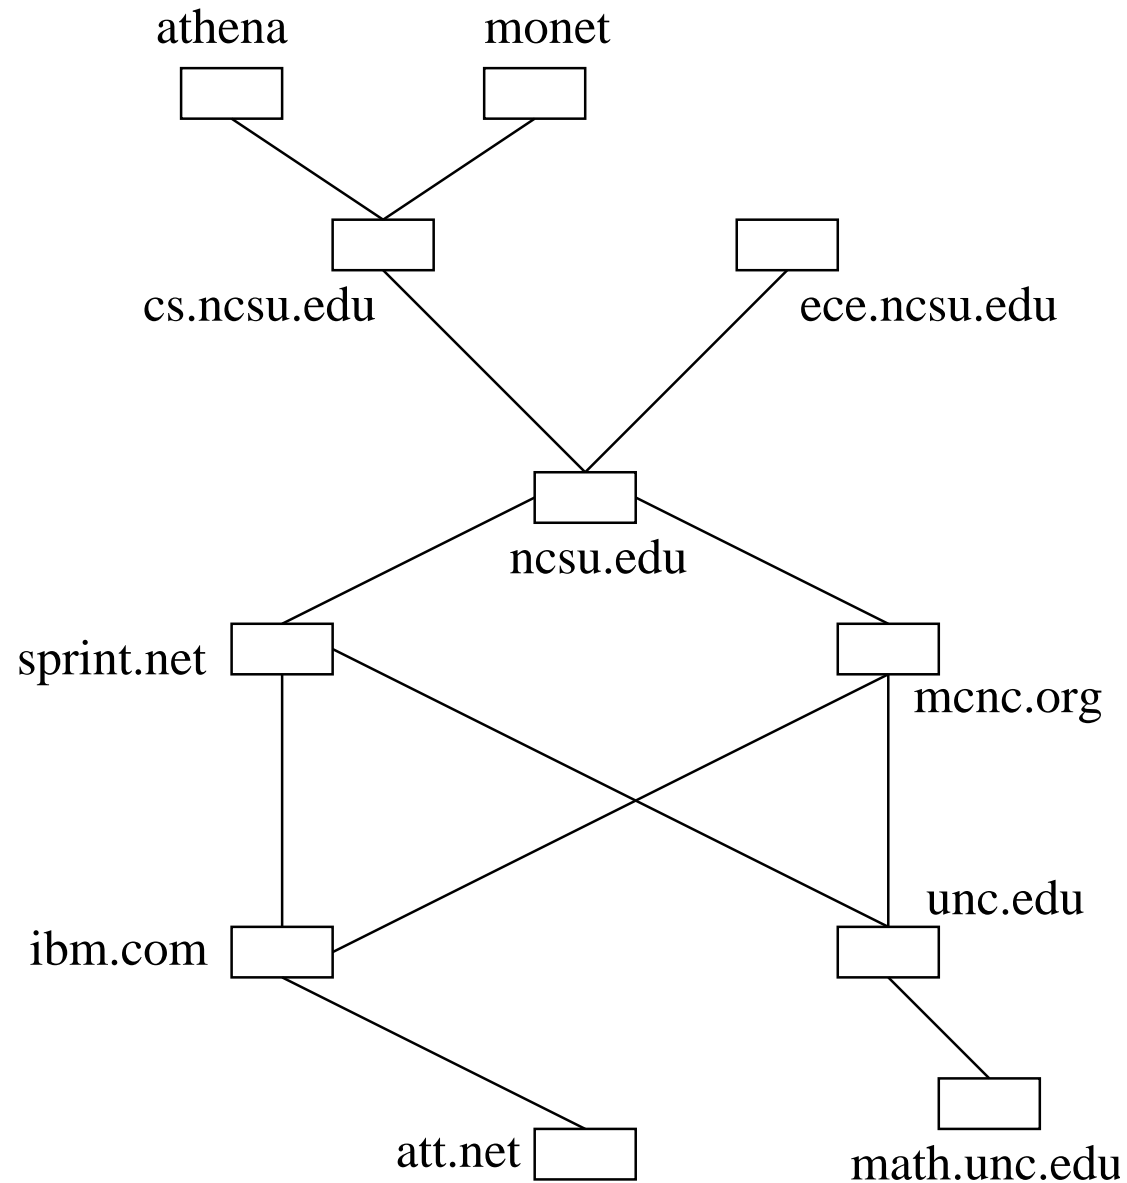 athena
monet
cs.ncsu.edu
ece.ncsu.edu
ncsu.edu
sprint.net
mcnc.org
unc.edu
ibm.com
att.net
math.unc.edu